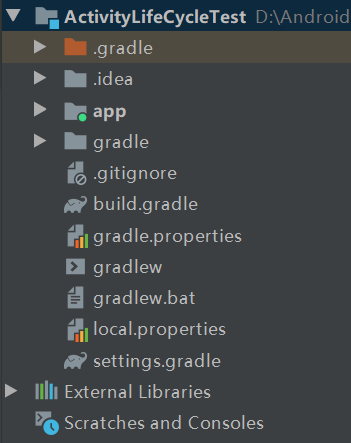 ActivityLifeCycleTest D:\Android
.gradle
.idea
app
gradle
.gitignore
build.gradle
gradle.properties
gradlew
gradlew.bat
local.properties
settings.gradle
External Libraries
Scratches and Consoles